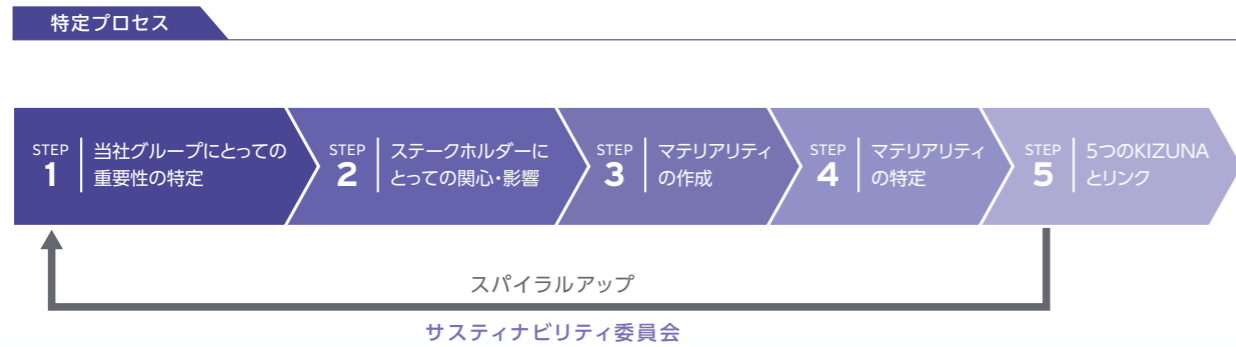 特定プロセス
STEP
1
当社グループにとっての
重要性の特定
STEP
2
ステークホルダーに
とっての関心・影響
STEP
3
マテリアリティ
の作成
STEP
4
マテリアリティ
の特定
STEP
5
5つのKIZUNA
とリンク
スパイラルアップ
サスティナビリティ委員会